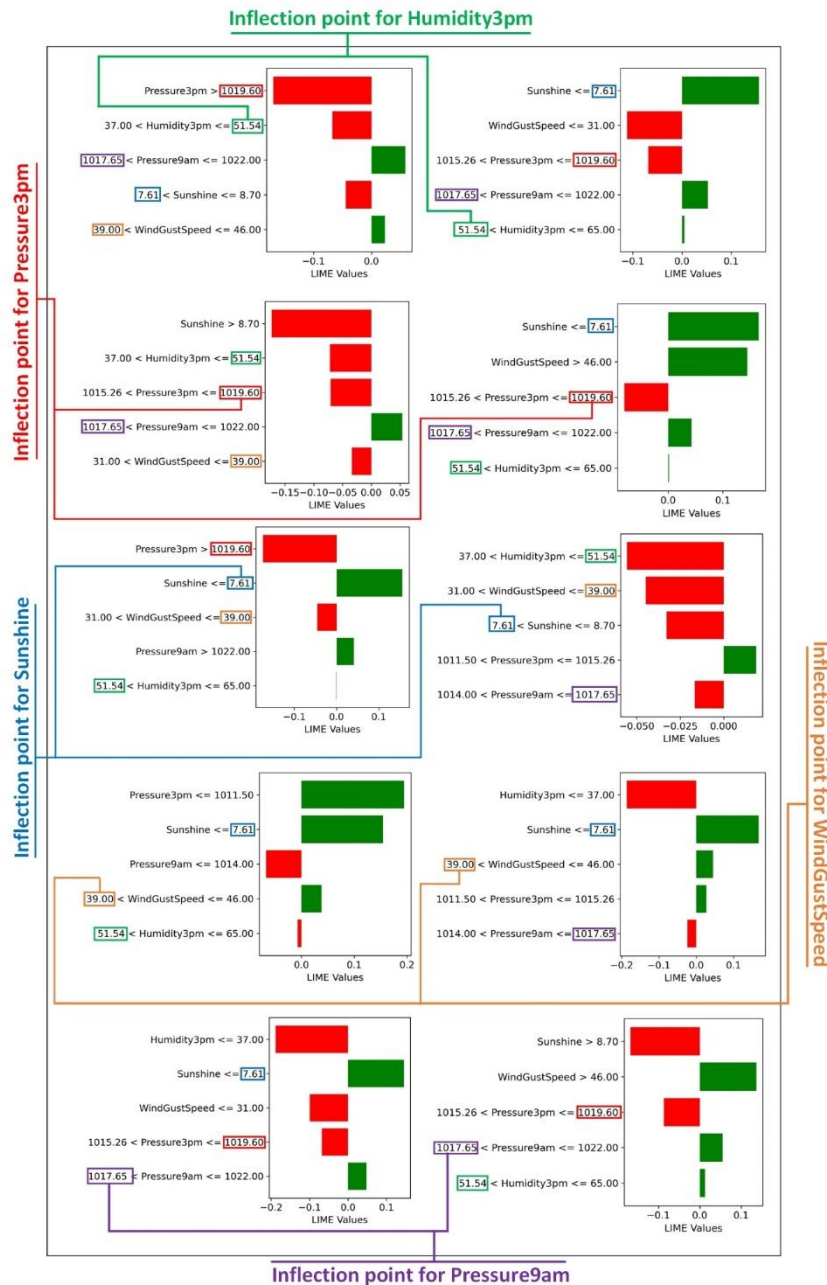 Inflection point for Humidity3pm
Inflection point for Pressure3pm
Inflection point for Sunshine
Inflection point for WindGustSpeed
Pressure3pm > 1019.60
37.00 < Humidity3pm <= 51.54
1017.65 < Pressure9am <= 1022.00
7.61 < Sunshine <= 8.70
39.00 < WindGustSpeed <= 46.00
−0.1 0.0
LIME Values
Sunshine <= 7.61
WindGustSpeed <= 31.00
1015.26 < Pressure3pm <= 1019.60
1017.65 < Pressure9am <= 1022.00
51.54 < Humidity3pm <= 65.00
−0.1 0.0 0.1
LIME Values
Sunshine > 8.70
37.00 < Humidity3pm <= 51.54
1015.26 < Pressure3pm <= 1019.60
1017.65 < Pressure9am <= 1022.00
31.00 < WindGustSpeed <= 39.00
−0.15 −0.10 −0.05 0.00 0.05
LIME Values
Sunshine <= 7.61
WindGustSpeed > 46.00
1015.26 < Pressure3pm <= 1019.60
1017.65 < Pressure9am <= 1022.00
51.54 < Humidity3pm <= 65.00
0.0 0.1
LIME Values
Pressure3pm > 1019.60
Sunshine <= 7.61
31.00 < WindGustSpeed <= 39.00
Pressure9am > 1022.00
51.54 < Humidity3pm <= 65.00
−0.1 0.0 0.1
LIME Values
37.00 < Humidity3pm <= 51.54
31.00 < WindGustSpeed <= 39.00
7.61 < Sunshine <= 8.70
1011.50 < Pressure3pm <= 1015.26
1014.00 < Pressure9am <= 1017.65
−0.050 −0.025 0.000
LIME Values
Pressure3pm <= 1011.50
Sunshine <= 7.61
Pressure9am <= 1014.00
39.00 < WindGustSpeed <= 46.00
51.54 < Humidity3pm <= 65.00
0.0 0.1 0.2
LIME Values
Humidity3pm <= 37.00
Sunshine <= 7.61
39.00 < WindGustSpeed <= 46.00
1011.50 < Pressure3pm <= 1015.26
1014.00 < Pressure9am <= 1017.65
−0.2 −0.1 0.0 0.1
LIME Values
Humidity3pm <= 37.00
Sunshine <= 7.61
WindGustSpeed <= 31.00
1015.26 < Pressure3pm <= 1019.60
1017.65 < Pressure9am <= 1022.00
−0.1 0.0 0.1
LIME Values
Sunshine > 8.70
WindGustSpeed > 46.00
1015.26 < Pressure3pm <= 1019.60
1017.65 < Pressure9am <= 1022.00
51.54 < Humidity3pm <= 65.00
−0.1 0.0 0.1
LIME Values
Inflection point for Pressure9am